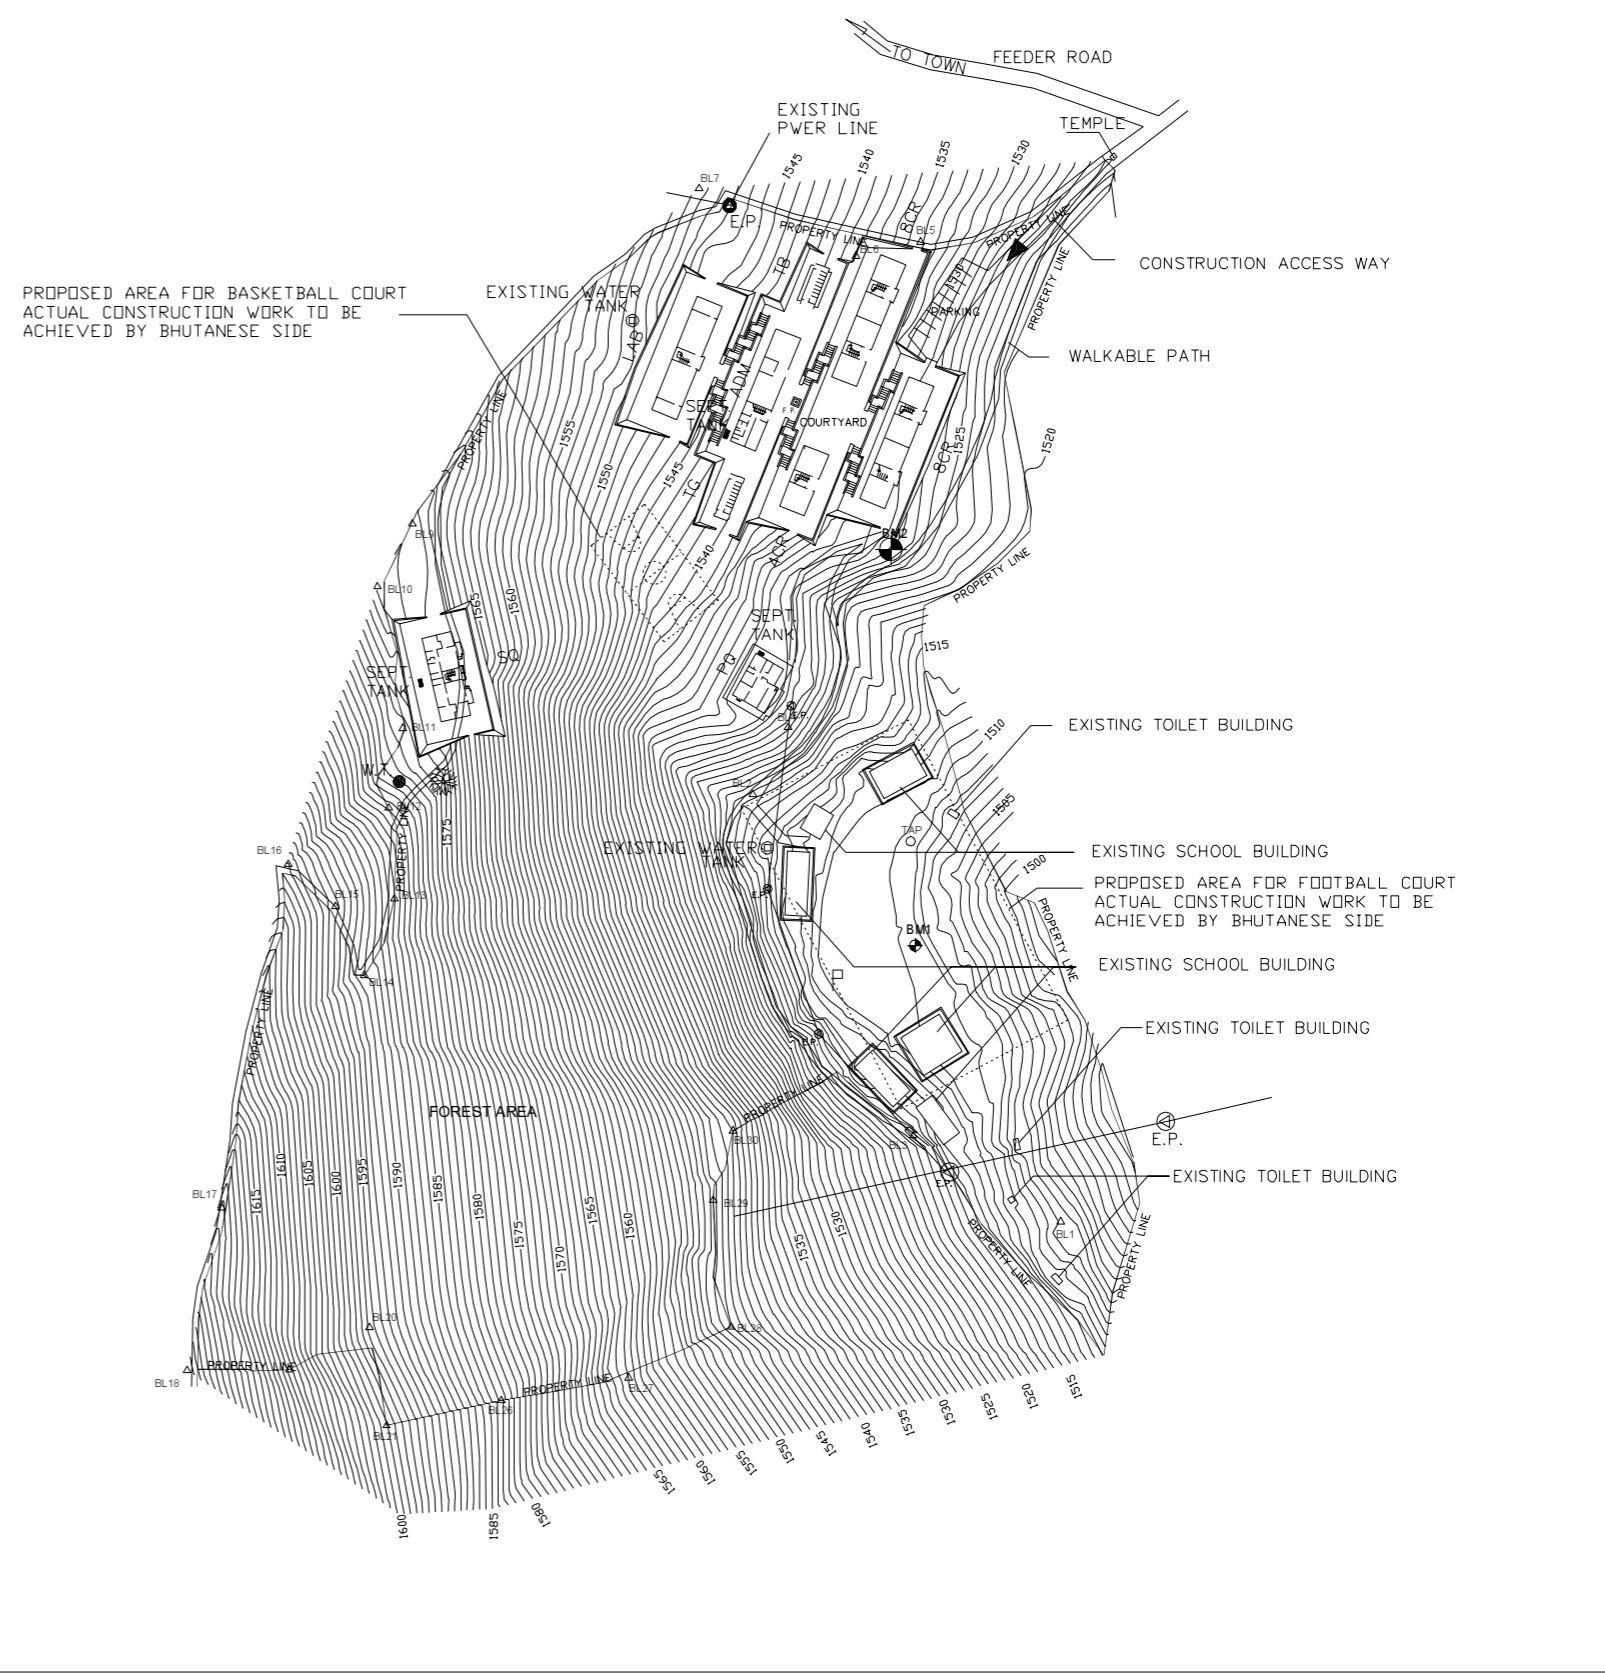 TO TOWN
FEEDER ROAD
EXISTING
PWER LINE
TEMPLE
1545
1540
1535
1530
BL7
E.P.
PROPERTY LINE
8CR
BL5
BL6
PROPERTY LINE
PROPERTY LINE
CONSTRUCTION ACCESS WAY
TB
1530
PARKING
PROPOSED AREA FOR BASKETBALL COURT
ACTUAL CONSTRUCTION WORK TO BE
ACHIEVED BY BHUTANESE SIDE
EXISTING WATER
TANK
LAB
WALKABLE PATH
ADM
SEPT.
TANK
F.P.
COURTYARD
PROPERTY LINE
1555
1550
1545
TG
8CR
1525
1520
BL9
BM2
4CR
1540
PROPERTY LINE
BL10
1565
1560
SEPT.
TANK
1515
SQ
PQ
SEPT.
TANK
E.P.
BL11
EXISTING TOILET BUILDING
1510
W.T.
BL2
BL12
1505
TAP
1575
PROPERTY LINE
EXISTING WATER
TANK
EXISTING SCHOOL BUILDING
BL16
1500
E.P.
BL15
BL13
PROPOSED AREA FOR FOOTBALL COURT
ACTUAL CONSTRUCTION WORK TO BE
ACHIEVED BY BHUTANESE SIDE
BM1
PROPERTY LINE
EXISTING SCHOOL BUILDING
BL14
PROPERTY LINE
E.P.
EXISTING TOILET BUILDING
PROPERTY LINE
FOREST AREA
BL30
BL3
E.P.
1615
1610
1605
1600
1595
1590
1585
1580
1575
1570
1565
1560
EXISTING TOILET BUILDING
E.P.
BL17
BL29
1535
1530
BL1
PROPERTY LINE
PROPERTY LINE
BL20
BL28
BL18
PROPERTY LINE
PROPERTY LINE
BL27
BL26
BL21
1600
1585
1580
1565
1560
1555
1550
1545
1540
1535
1530
1525
1520
1515